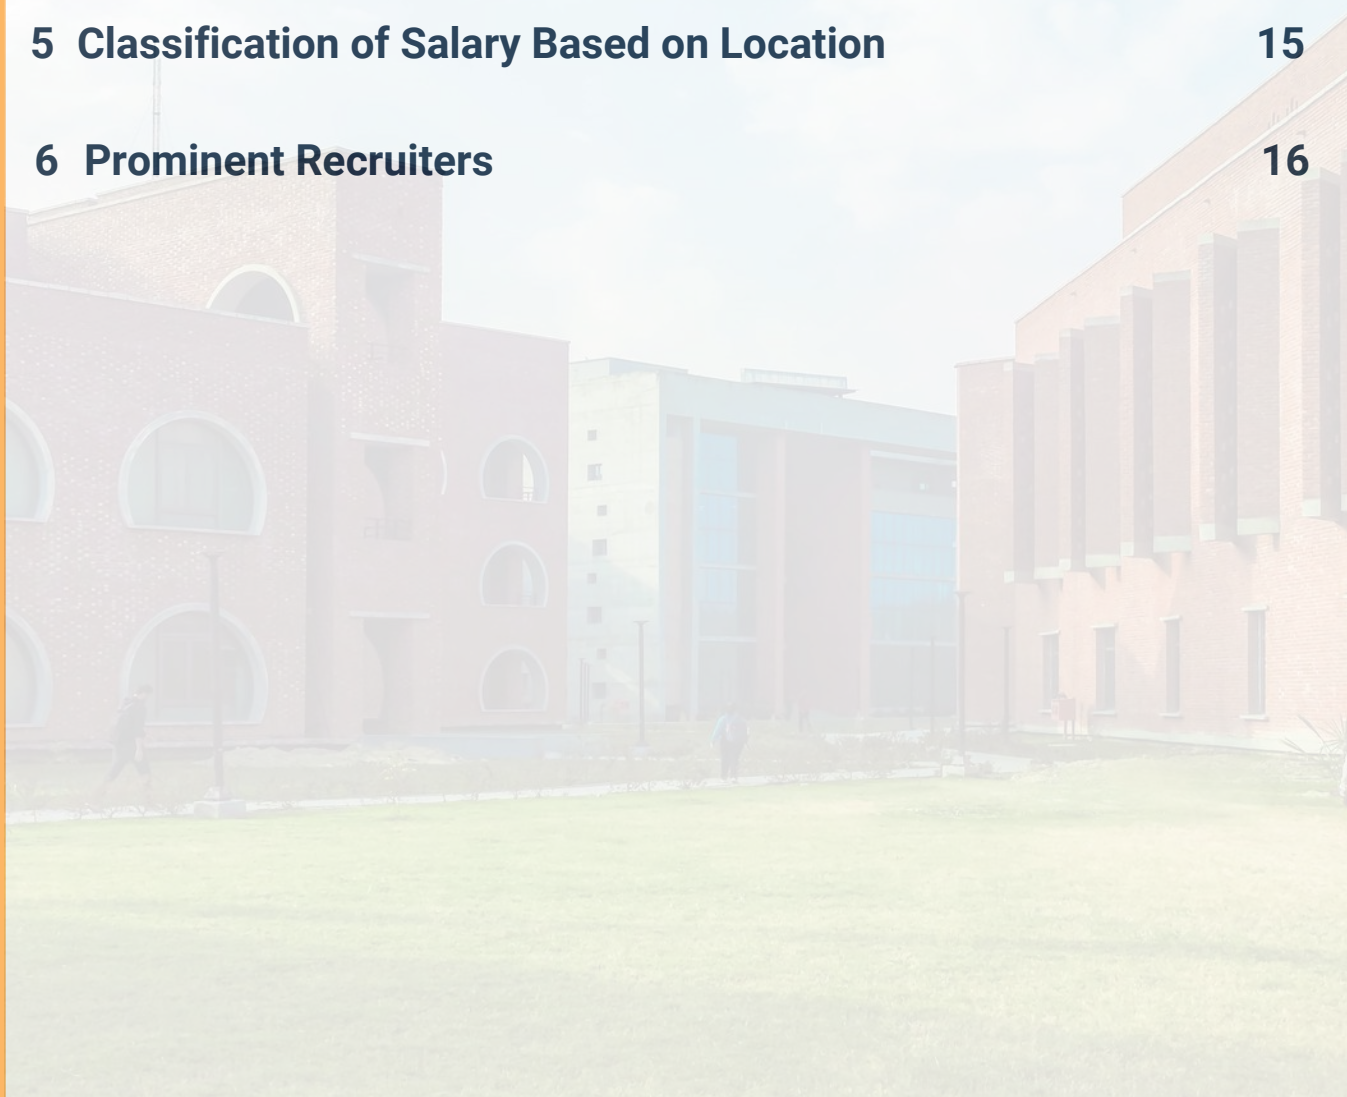 5 Classification of Salary Based on Location 15
6 Prominent Recruiters 16